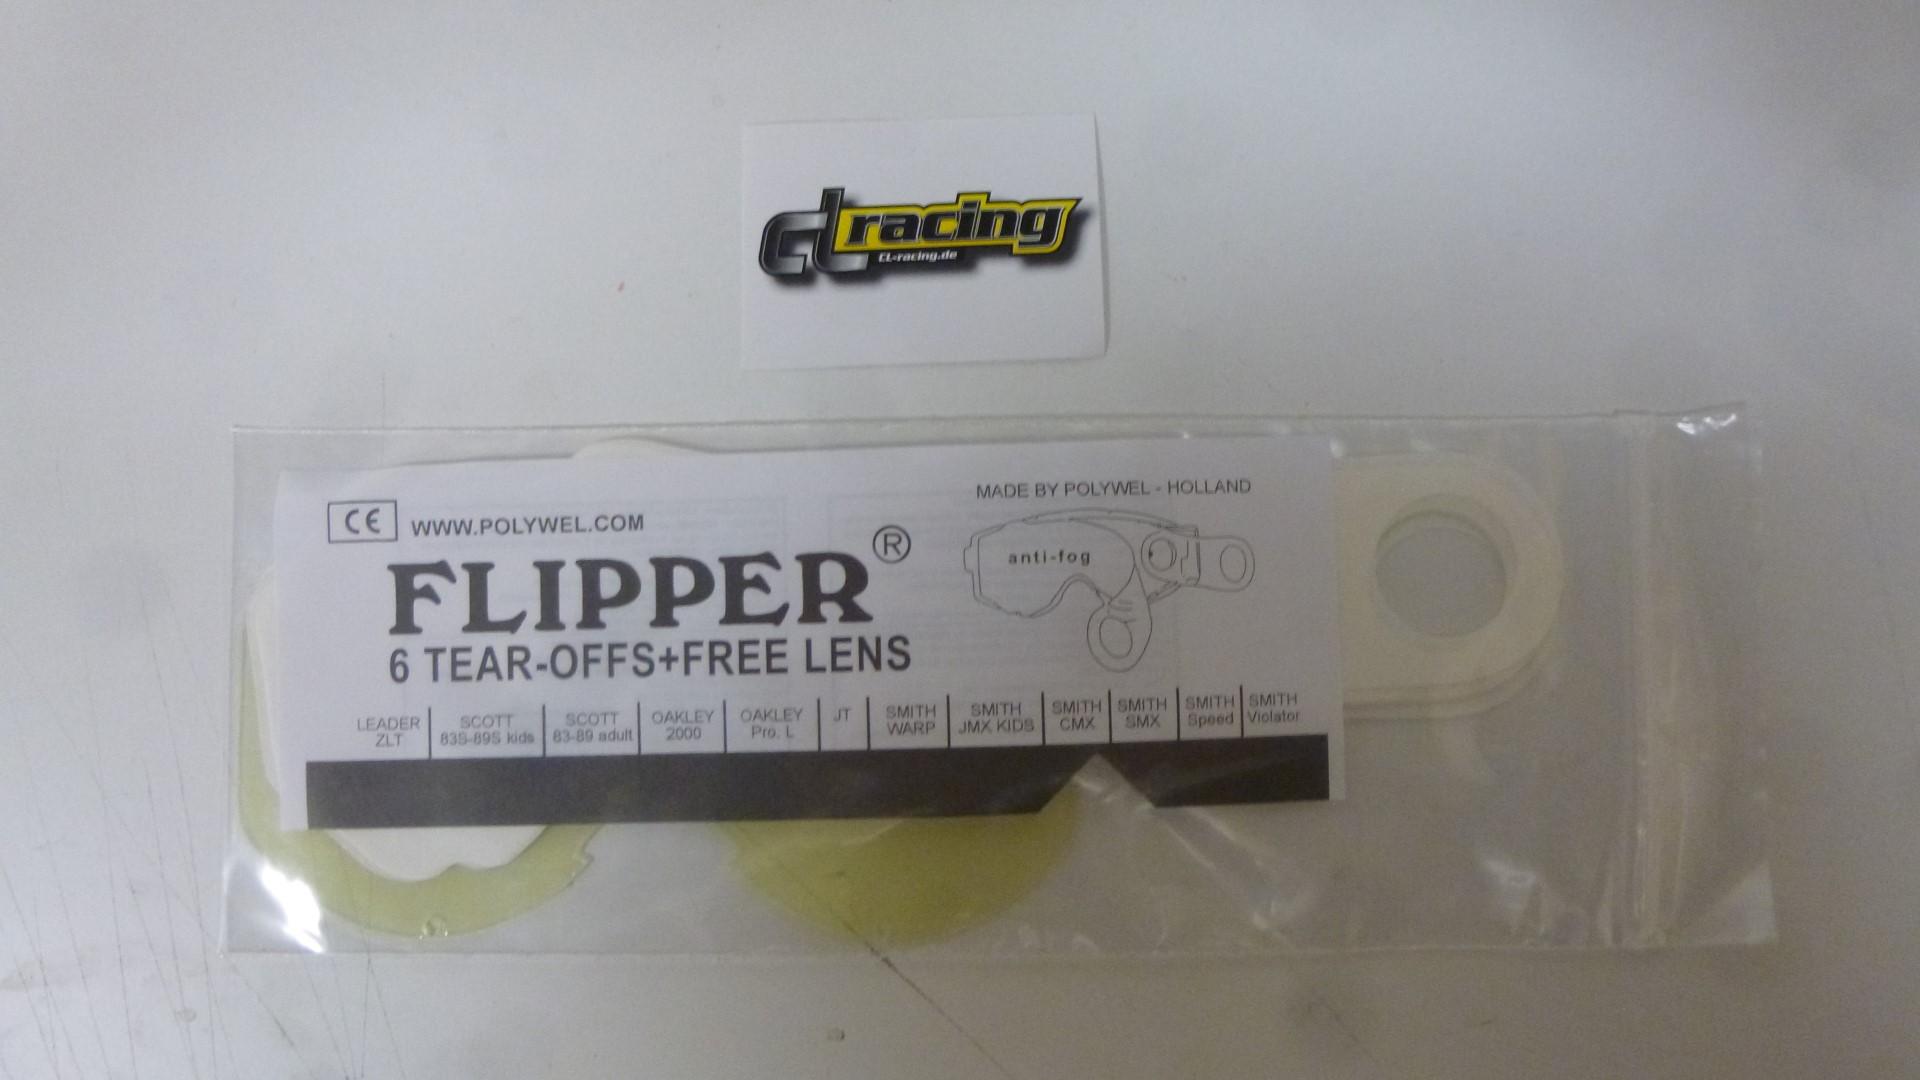 cl racing
CL-racing.de
MADE BY POLYWEL - HOLLAND
CE WWW.POLYWEL.COM
anti-fog
FLIPPER®
6 TEAR-OFFS+FREE LENS
LEADER ZLT
SCOTT 83S-89S kids
SCOTT 83-89 adult
OAKLEY 2000
OAKLEY Pro. L
JT
SMITH WARP
SMITH JMX KIDS
SMITH CMX
SMITH SMX
SMITH Speed
SMITH Violator